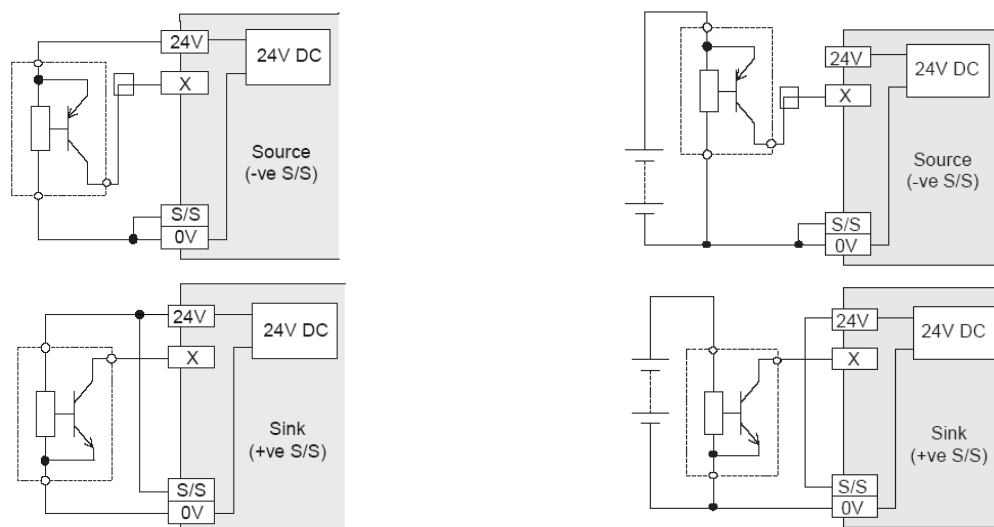 24V
24V DC
X
Source
(-ve S/S)
S/S
0V
24V
24V DC
X
Source
(-ve S/S)
S/S
0V
24V
24V DC
X
Sink
(+ve S/S)
S/S
0V
24V
24V DC
X
Sink
(+ve S/S)
S/S
0V